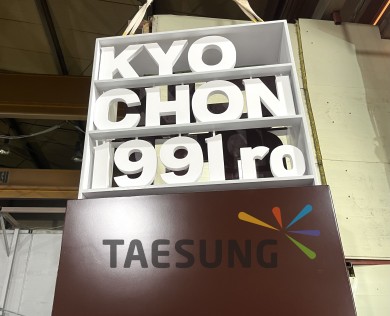 KYO
CHON
1991ro
TAESUNG